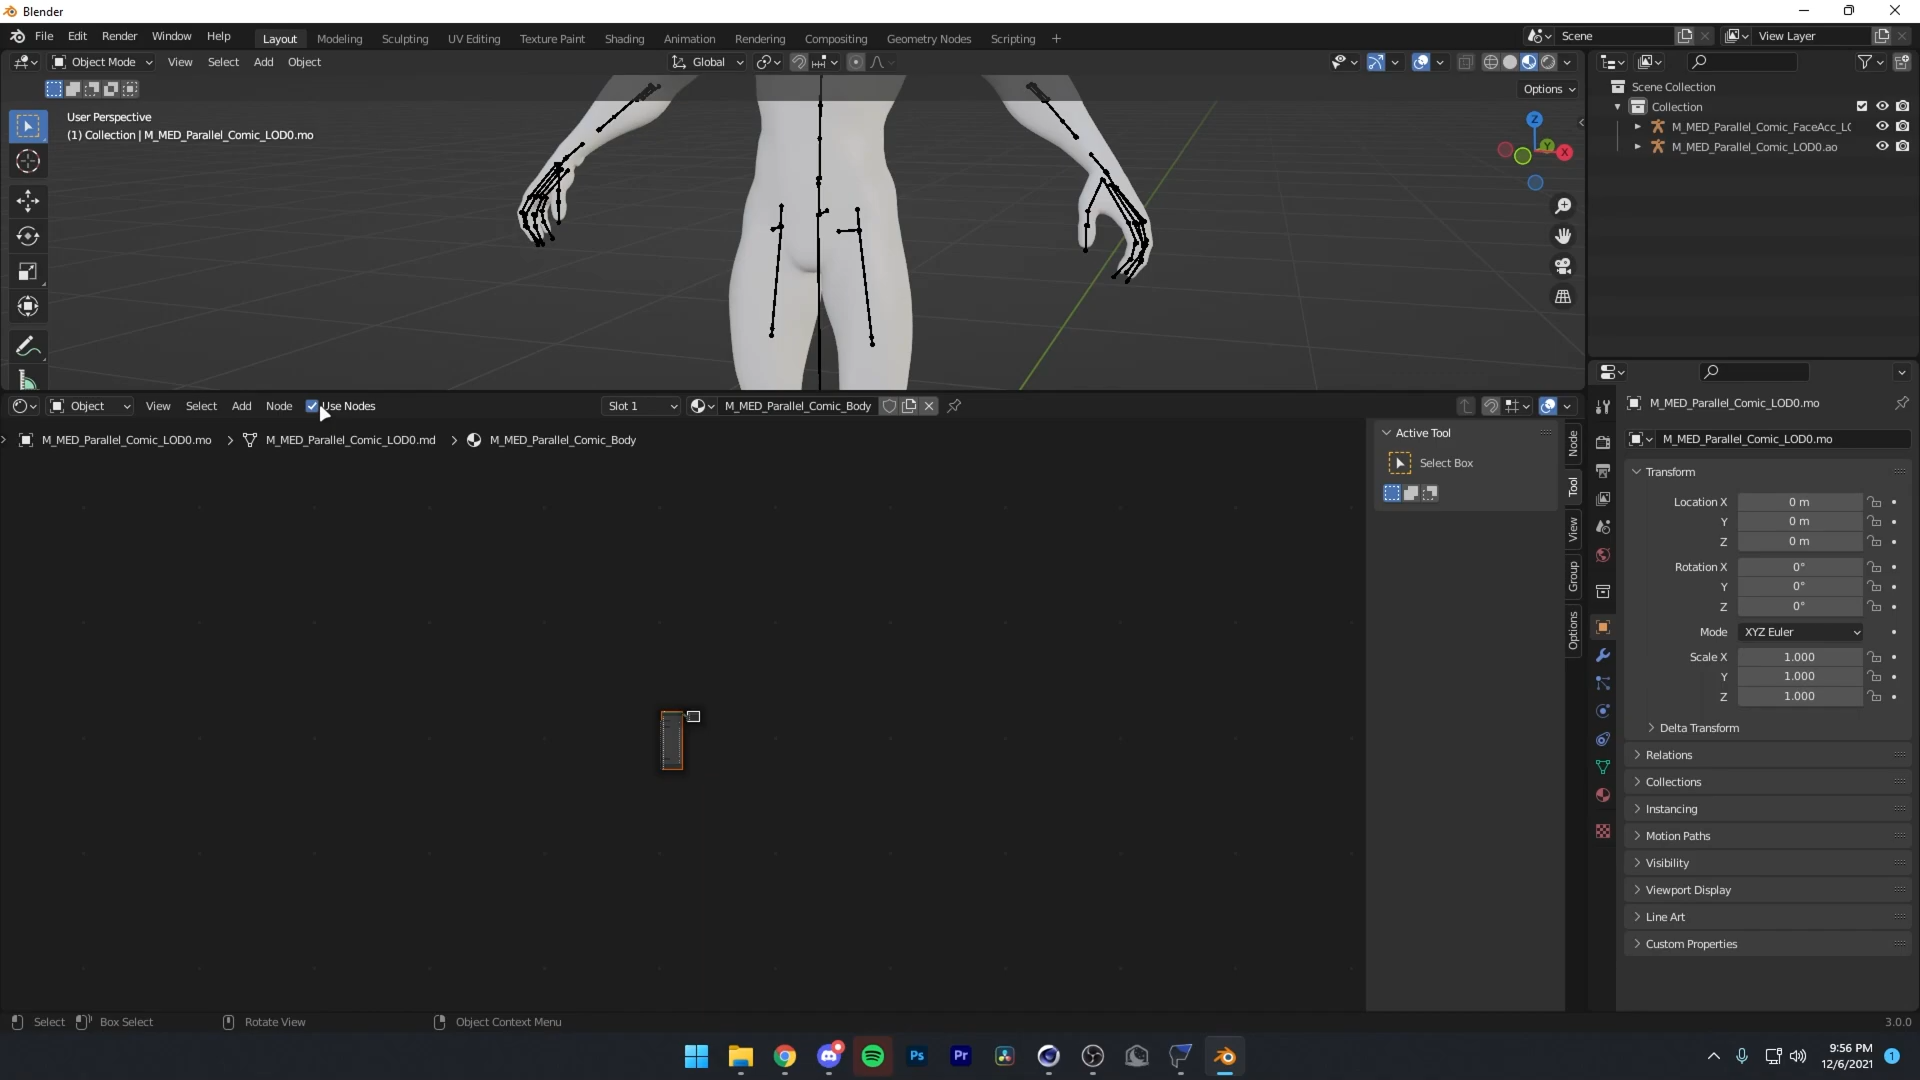 Blender
File Edit Render Window Help Layout Modeling Sculpting UV Editing Texture Paint Shading Animation Rendering Compositing Geometry Nodes Scripting + Scene View Layer
Object Mode View Select Add Object Global
Options
User Perspective
(1) Collection | M_MED_Parallel_Comic_LOD0.mo
Z
Y
X
Scene Collection
Collection
M_MED_Parallel_Comic_FaceAcc_LO
M_MED_Parallel_Comic_LOD0.ao
Object View Select Add Node Use Nodes Slot 1 M_MED_Parallel_Comic_Body
M_MED_Parallel_Comic_LOD0.mo > M_MED_Parallel_Comic_LOD0.md > M_MED_Parallel_Comic_Body
Active Tool
Select Box
Node
Tool
View
Group
Options
M_MED_Parallel_Comic_LOD0.mo
M_MED_Parallel_Comic_LOD0.mo
Transform
Location X 0 m
Y 0 m
Z 0 m
Rotation X 0°
Y 0°
Z 0°
Mode XYZ Euler
Scale X 1.000
Y 1.000
Z 1.000
Delta Transform
Relations
Collections
Instancing
Motion Paths
Visibility
Viewport Display
Line Art
Custom Properties
Select Box Select Rotate View Object Context Menu 3.0.0
Ps Pr
9:56 PM
12/6/2021
1